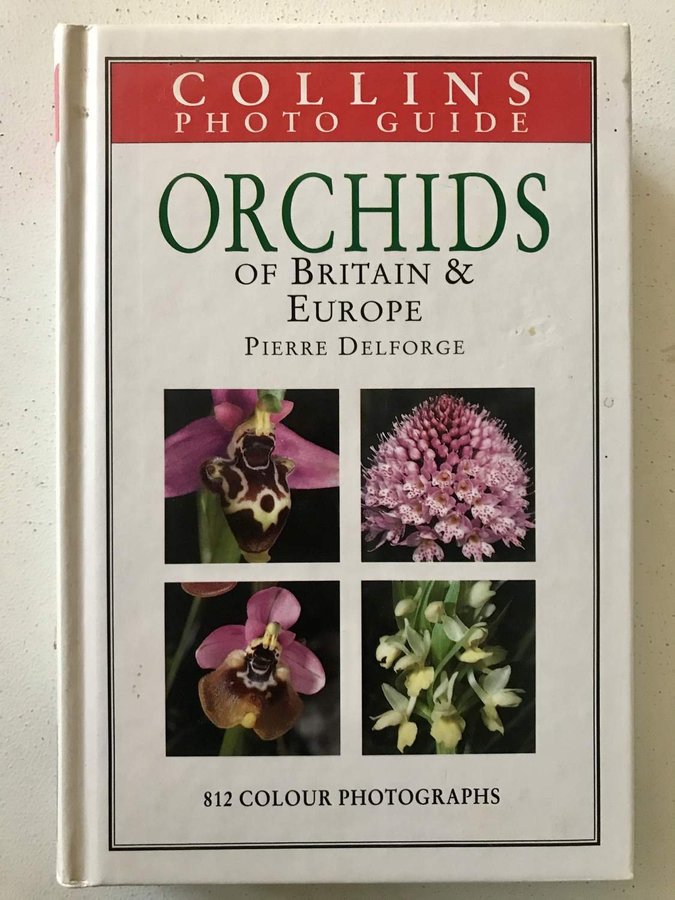 COLLINS
PHOTO GUIDE
ORCHIDS
OF BRITAIN &
EUROPE
PIERRE DELFORGE
812 COLOUR PHOTOGRAPHS